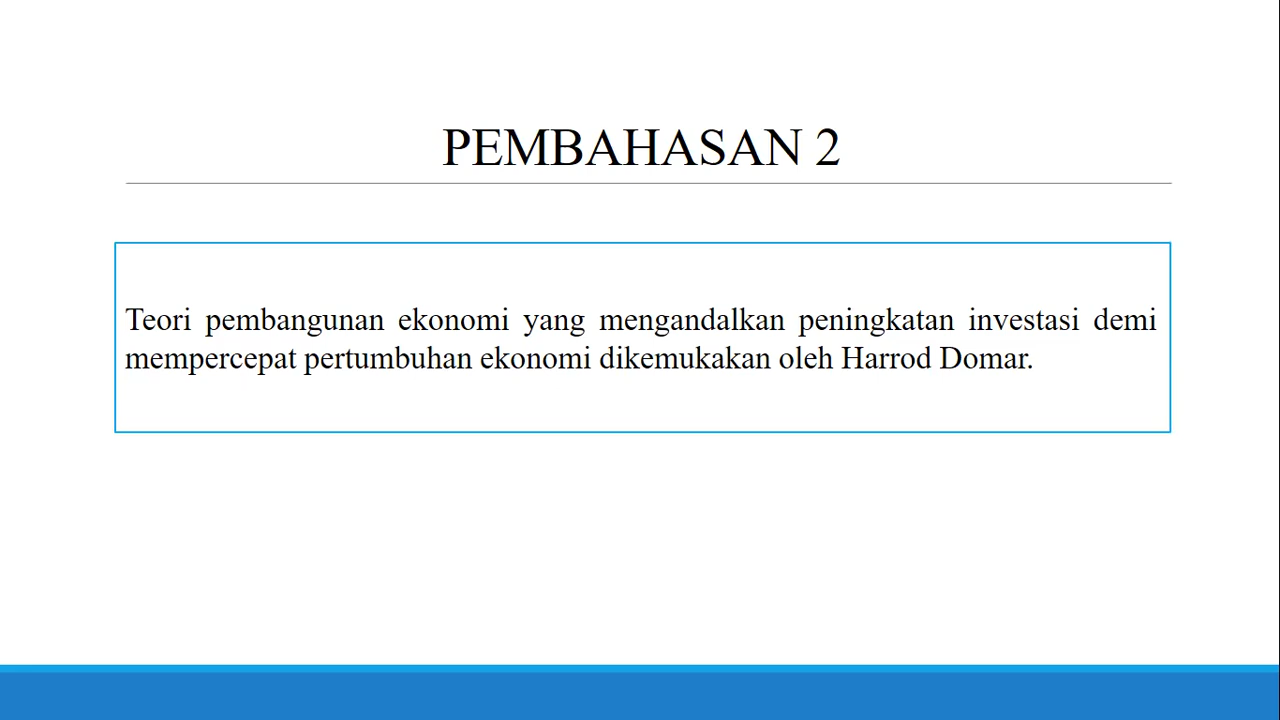 PEMBAHASAN 2
Teori pembangunan ekonomi yang mengandalkan peningkatan investasi demi
mempercepat pertumbuhan ekonomi dikemukakan oleh Harrod Domar.